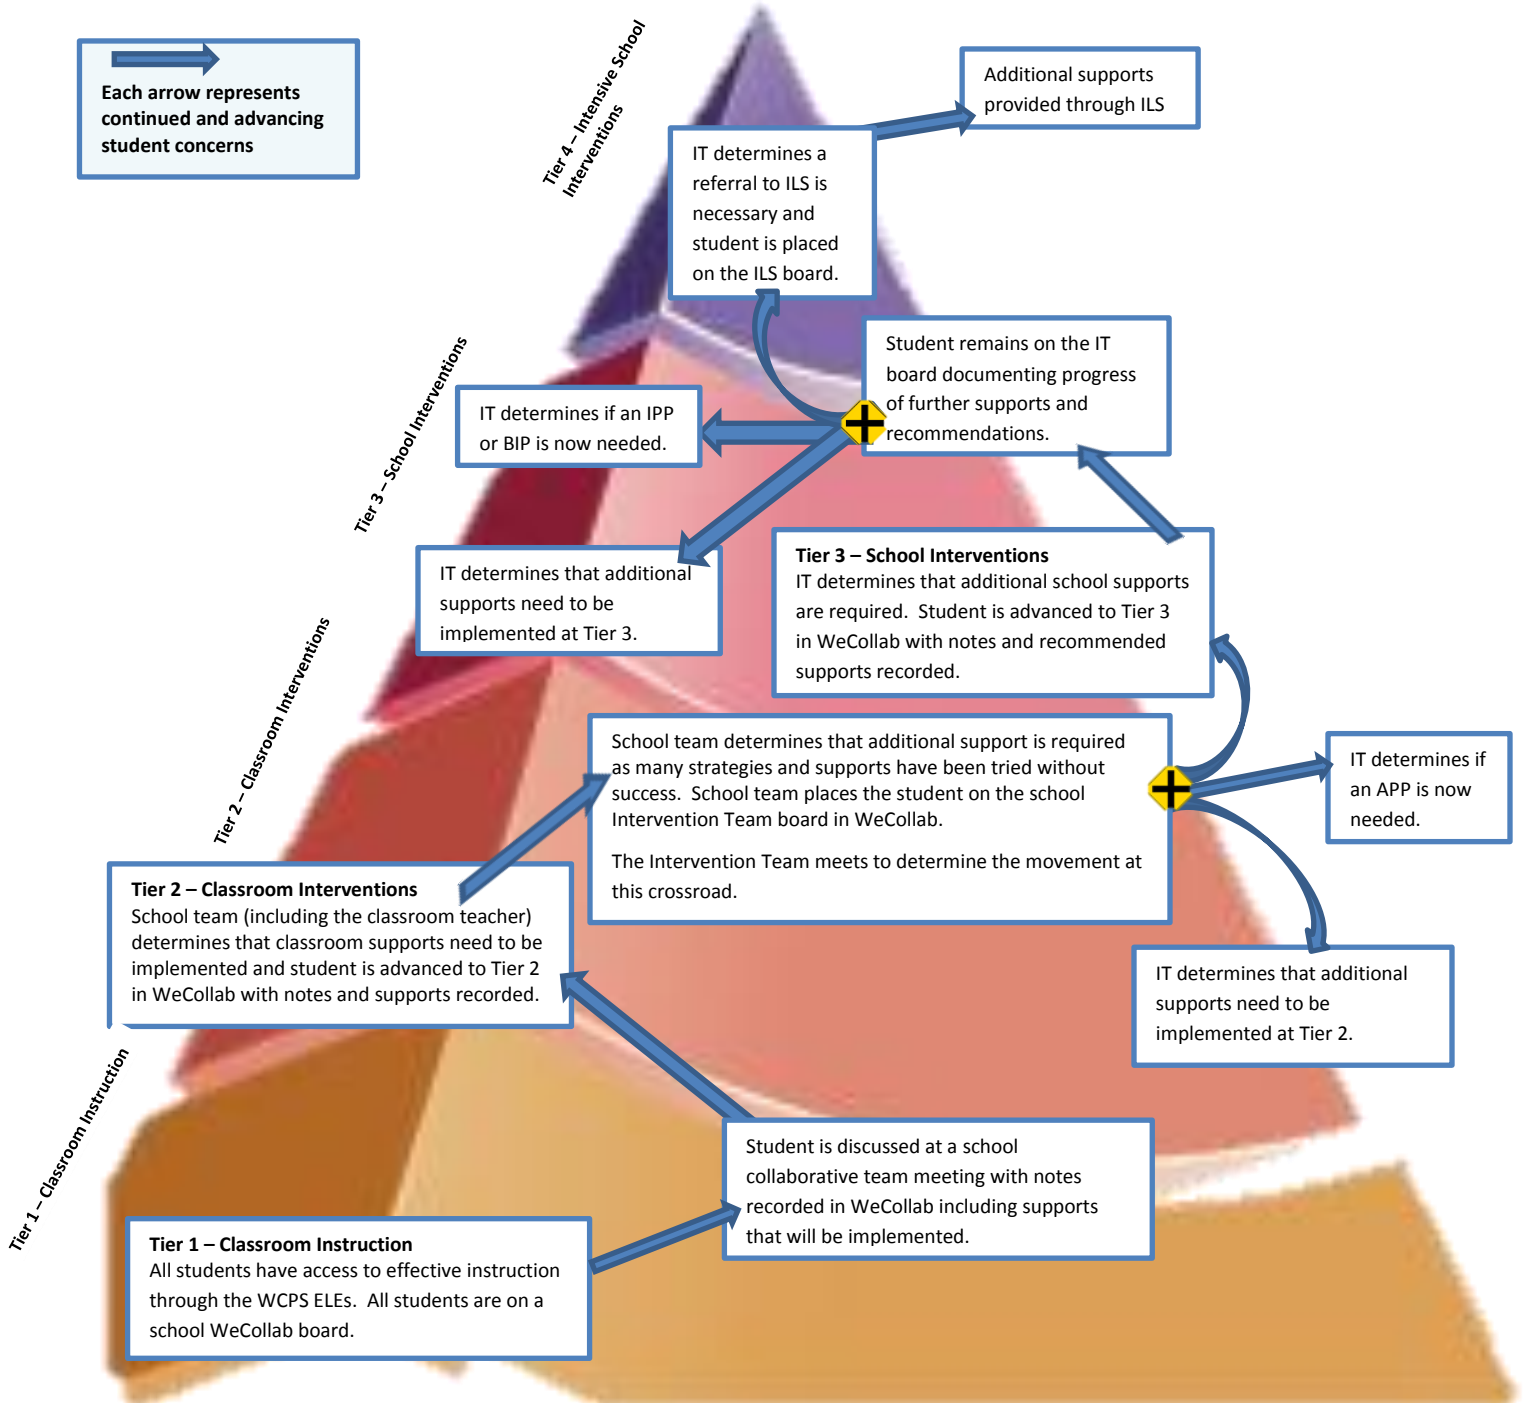 Each arrow represents
continued and advancing
student concerns
Tier 4 – Intensive School
Interventions
Additional supports
provided through ILS
IT determines a
referral to ILS is
necessary and
student is placed
on the ILS board.
Tier 3 – School Interventions
Student remains on the IT
board documenting progress
of further supports and
recommendations.
IT determines if an IPP
or BIP is now needed.
IT determines that additional
supports need to be
implemented at Tier 3.
Tier 3 – School Interventions
IT determines that additional school supports
are required.  Student is advanced to Tier 3
in WeCollab with notes and recommended
supports recorded.
Tier 2 – Classroom Interventions
School team determines that additional support is required
as many strategies and supports have been tried without
success.  School team places the student on the school
Intervention Team board in WeCollab.
The Intervention Team meets to determine the movement at
this crossroad.
IT determines if
an APP is now
needed.
Tier 2 – Classroom Interventions
School team (including the classroom teacher)
determines that classroom supports need to be
implemented and student is advanced to Tier 2
in WeCollab with notes and supports recorded.
IT determines that additional
supports need to be
implemented at Tier 2.
Tier 1 – Classroom Instruction
Student is discussed at a school
collaborative team meeting with notes
recorded in WeCollab including supports
that will be implemented.
Tier 1 – Classroom Instruction
All students have access to effective instruction
through the WCPS ELEs.  All students are on a
school WeCollab board.